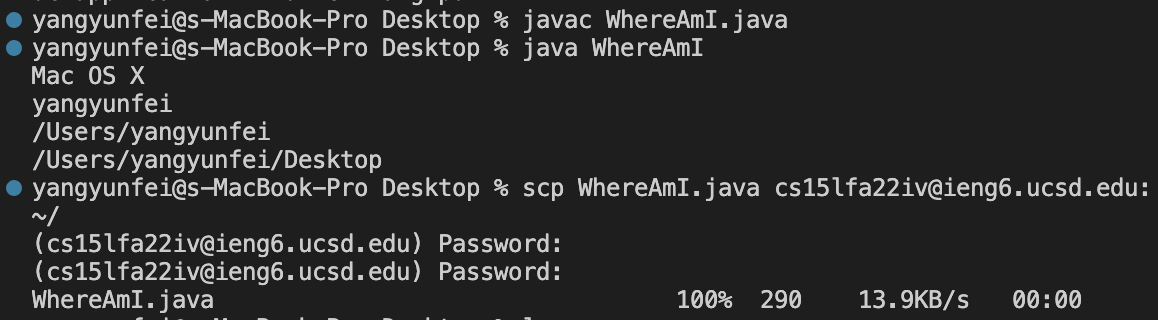 yangyunfei@s-MacBook-Pro Desktop % javac WhereAmI.java
yangyunfei@s-MacBook-Pro Desktop % java WhereAmI
Mac OS X
yangyunfei
/Users/yangyunfei
/Users/yangyunfei/Desktop
yangyunfei@s-MacBook-Pro Desktop % scp WhereAmI.java cs15lfa22iv@ieng6.ucsd.edu:
~/
(cs15lfa22iv@ieng6.ucsd.edu) Password:
(cs15lfa22iv@ieng6.ucsd.edu) Password:
WhereAmI.java 100% 290 13.9KB/s 00:00